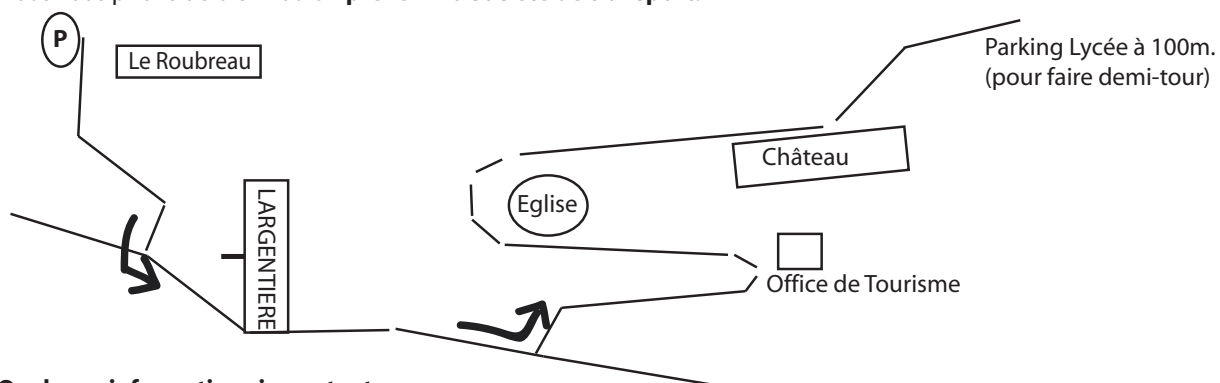 P
Le Roubreau
Parking Lycée à 100m.
(pour faire demi-tour)
Château
Eglise
LARGENTIERE
Office de Tourisme